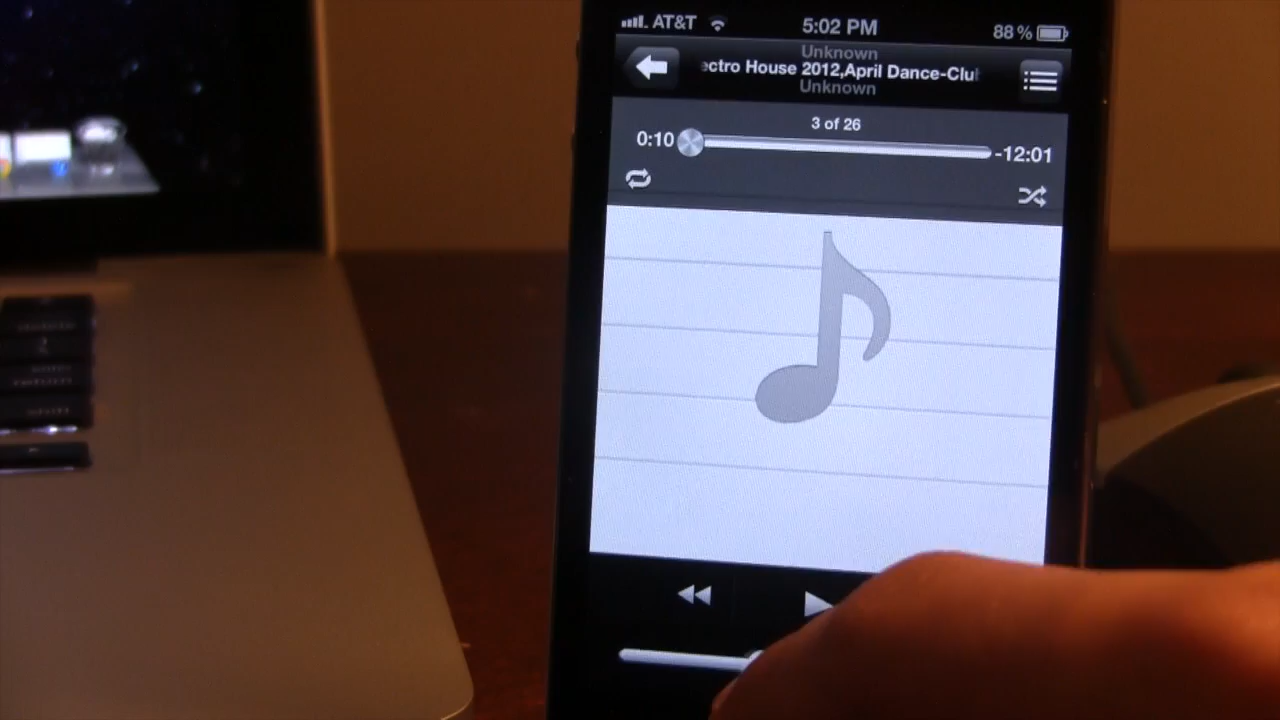 AT&T 5:02 PM 88 %
Unknown
ectro House 2012,April Dance-Clu
Unknown
3 of 26
0:10 -12:01